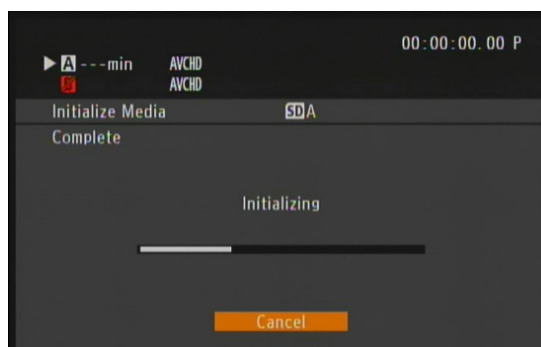 00:00:00.00 P
A ---min AVCHD
AVCHD
Initialize Media SD A
Complete
Initializing
Cancel